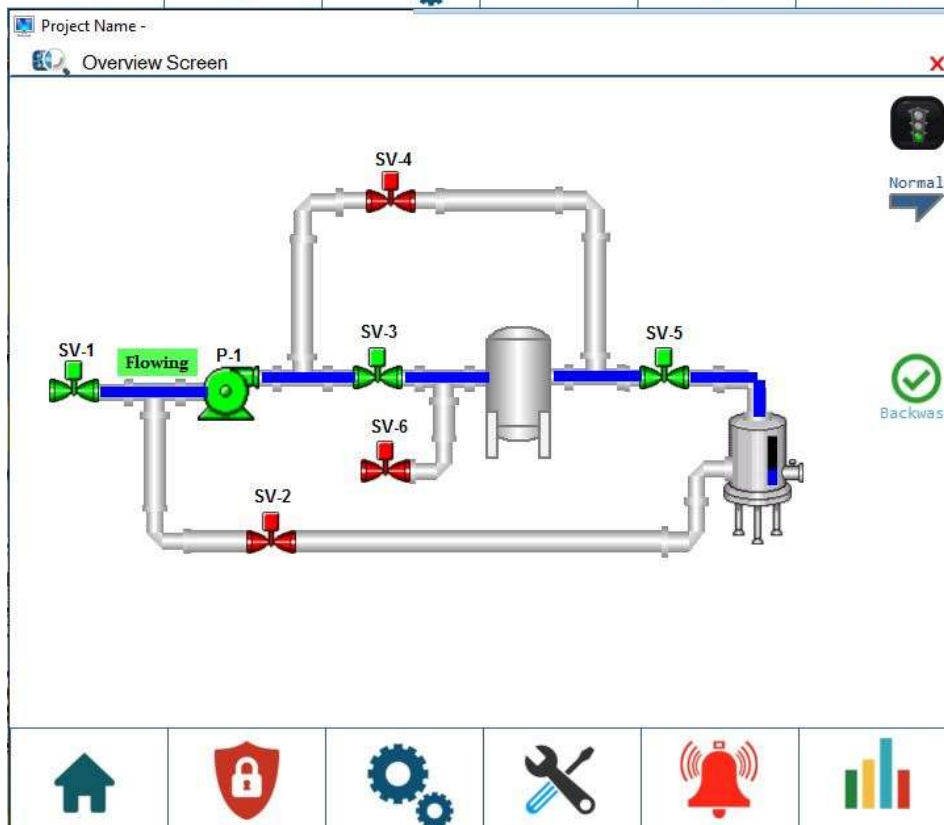 Project Name -
Overview Screen
SV-4
Normal
SV-3
SV-5
SV-1
Flowing
P-1
SV-6
Backwas
SV-2